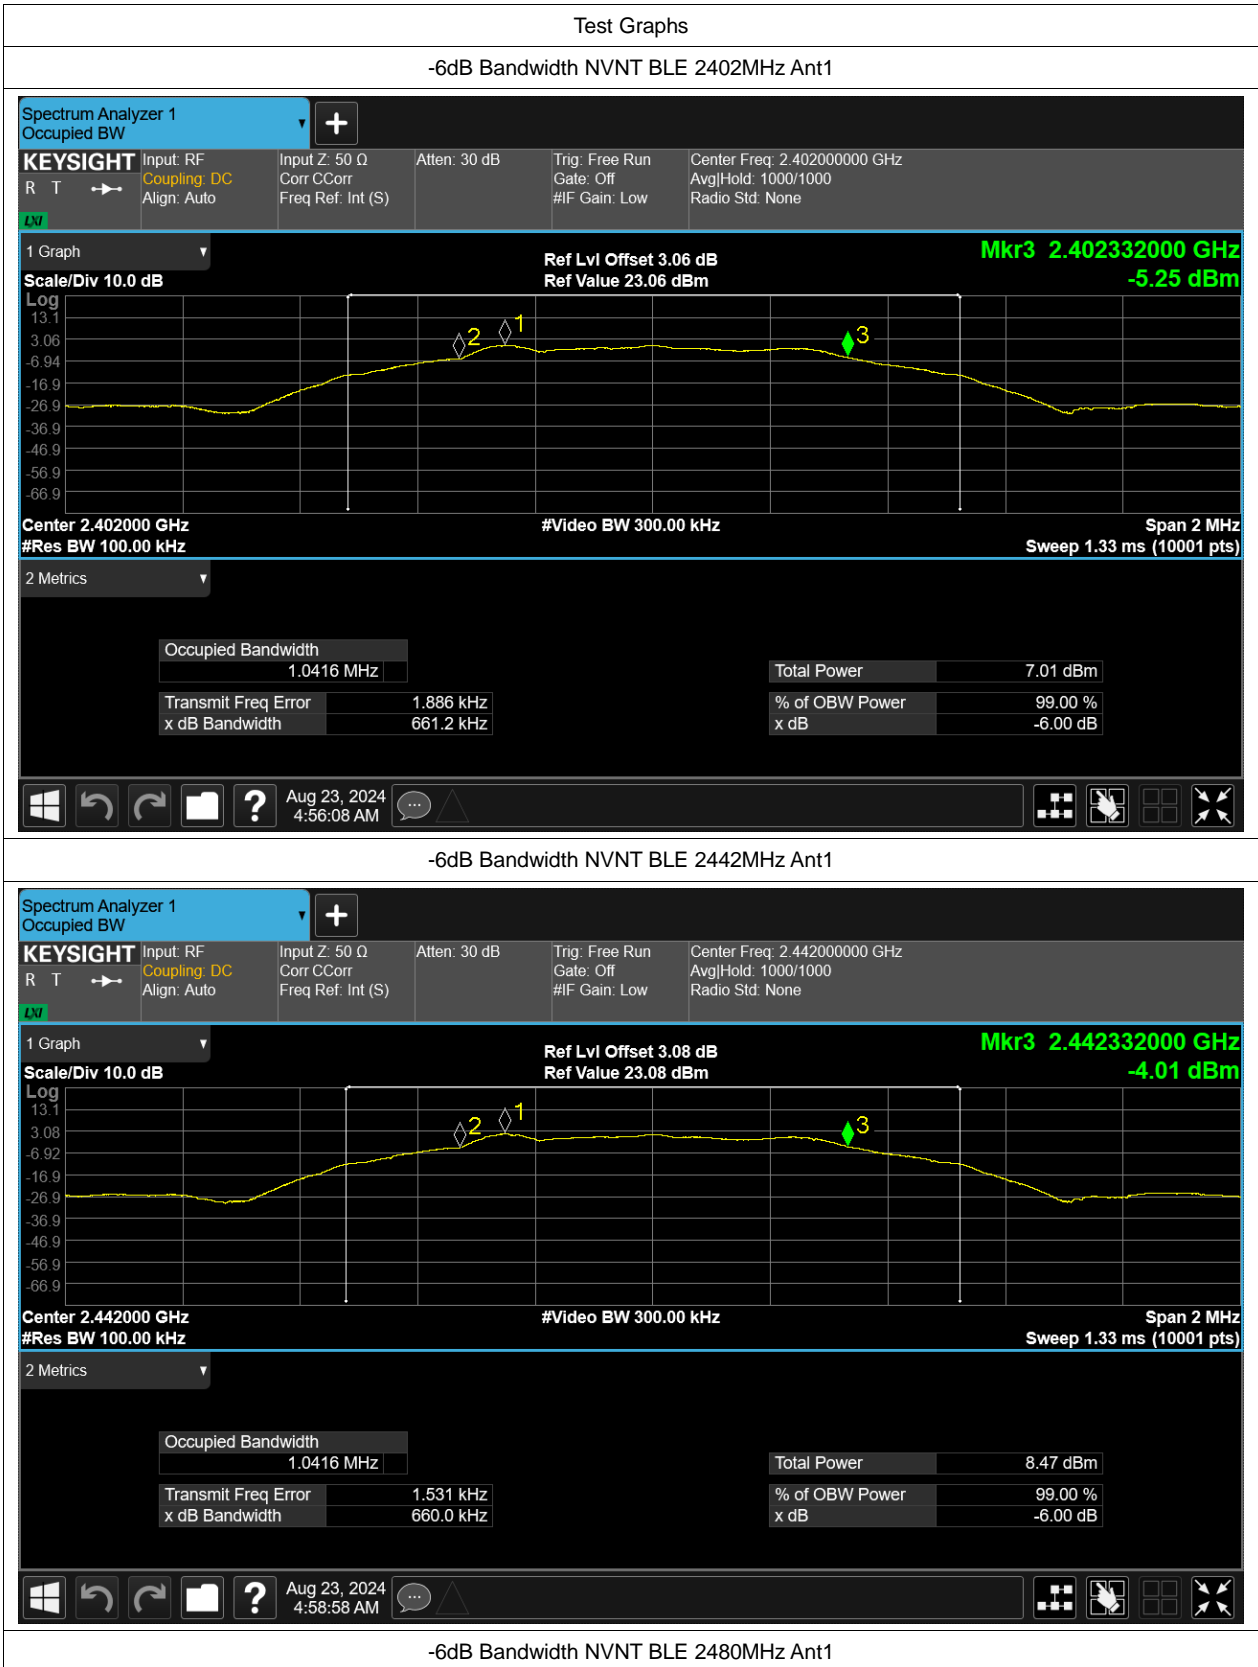 Test Graphs
-6dB Bandwidth NVNT BLE 2402MHz Ant1
Spectrum Analyzer 1
Occupied BW
KEYSIGHT
R T
LXI
Input: RF
Coupling: DC
Align: Auto
Input Z: 50 Ω
Corr CCorr
Freq Ref: Int (S)
Atten: 30 dB
Trig: Free Run
Gate: Off
#IF Gain: Low
Center Freq: 2.402000000 GHz
Avg|Hold: 1000/1000
Radio Std: None
1 Graph
Scale/Div 10.0 dB
Ref Lvl Offset 3.06 dB
Ref Value 23.06 dBm
Mkr3 2.402332000 GHz
-5.25 dBm
Log
13.1
3.06
-6.94
-16.9
-26.9
-36.9
-46.9
-56.9
-66.9
2
1
3
Center 2.402000 GHz
#Res BW 100.00 kHz
#Video BW 300.00 kHz
Span 2 MHz
Sweep 1.33 ms (10001 pts)
2 Metrics
Occupied Bandwidth
1.0416 MHz
Transmit Freq Error 1.886 kHz
x dB Bandwidth 661.2 kHz
Total Power 7.01 dBm
% of OBW Power 99.00 %
x dB -6.00 dB
?
Aug 23, 2024
4:56:08 AM
-6dB Bandwidth NVNT BLE 2442MHz Ant1
Spectrum Analyzer 1
Occupied BW
KEYSIGHT
R T
LXI
Input: RF
Coupling: DC
Align: Auto
Input Z: 50 Ω
Corr CCorr
Freq Ref: Int (S)
Atten: 30 dB
Trig: Free Run
Gate: Off
#IF Gain: Low
Center Freq: 2.442000000 GHz
Avg|Hold: 1000/1000
Radio Std: None
1 Graph
Scale/Div 10.0 dB
Ref Lvl Offset 3.08 dB
Ref Value 23.08 dBm
Mkr3 2.442332000 GHz
-4.01 dBm
Log
13.1
3.08
-6.92
-16.9
-26.9
-36.9
-46.9
-56.9
-66.9
2
1
3
Center 2.442000 GHz
#Res BW 100.00 kHz
#Video BW 300.00 kHz
Span 2 MHz
Sweep 1.33 ms (10001 pts)
2 Metrics
Occupied Bandwidth
1.0416 MHz
Transmit Freq Error 1.531 kHz
x dB Bandwidth 660.0 kHz
Total Power 8.47 dBm
% of OBW Power 99.00 %
x dB -6.00 dB
?
Aug 23, 2024
4:58:58 AM
-6dB Bandwidth NVNT BLE 2480MHz Ant1